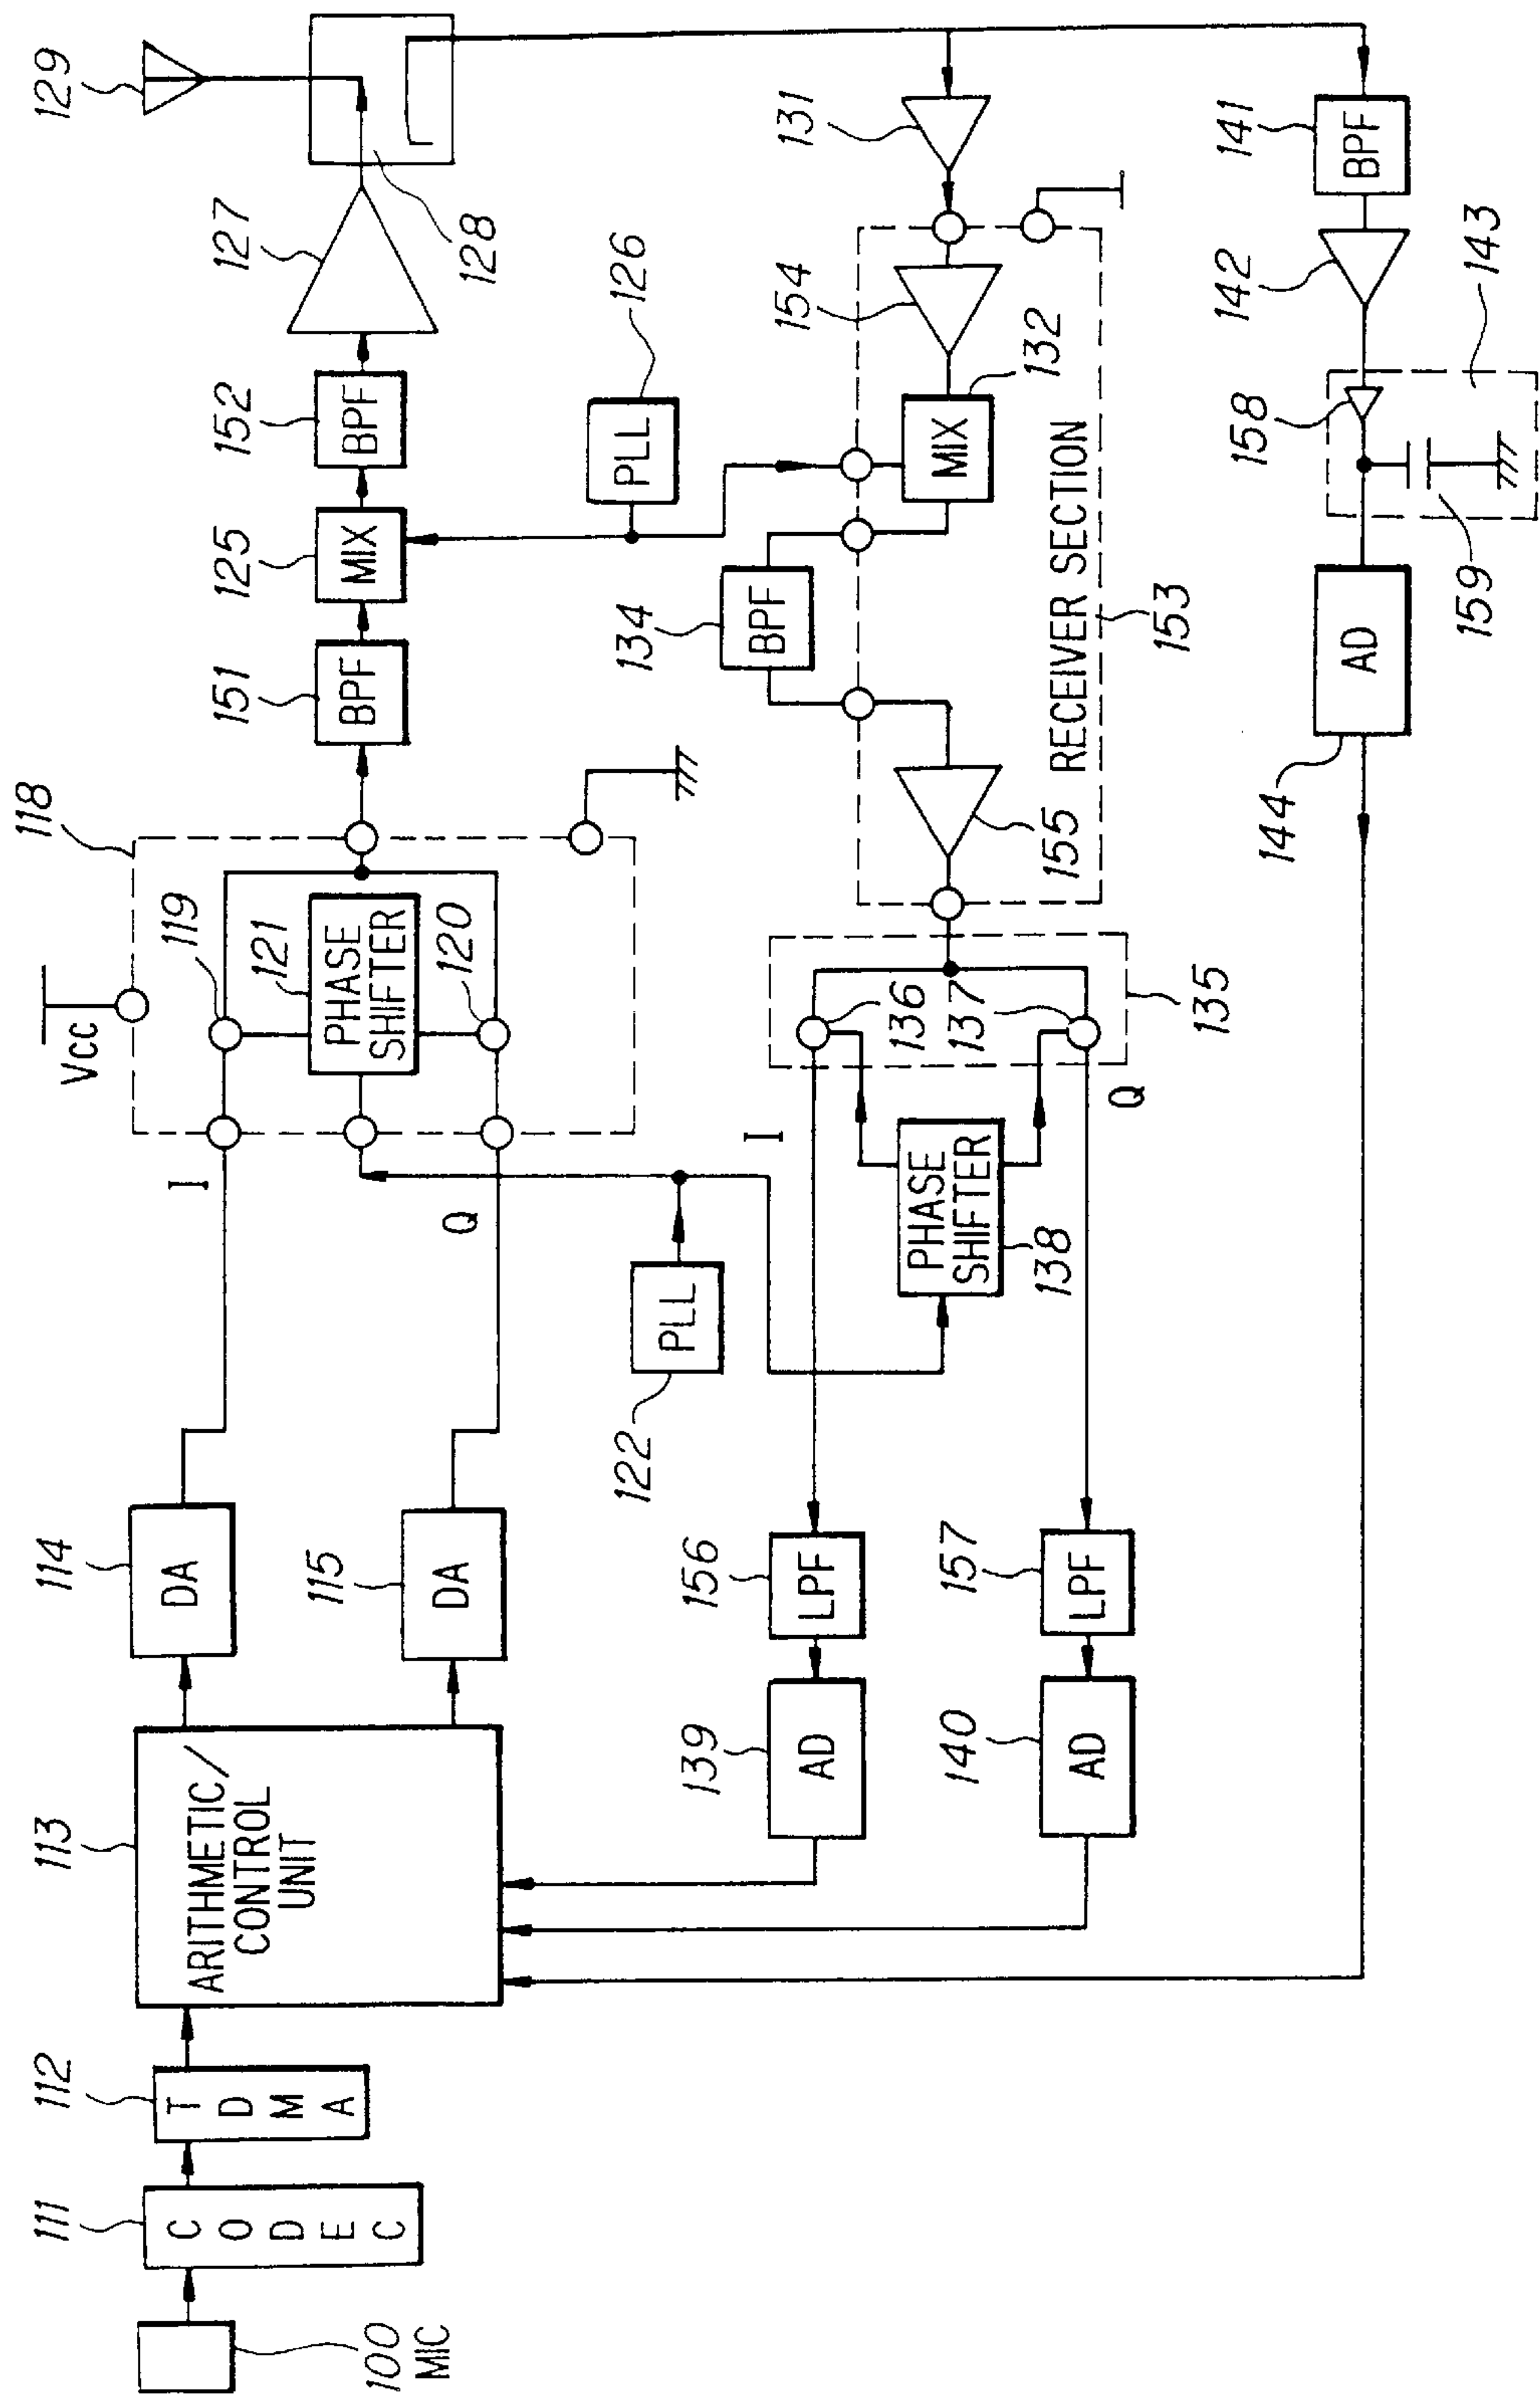 100
MIC
111
C
O
D
E
C
112
T
D
M
A
113
ARITHMETIC/
CONTROL
UNIT
114
DA
115
DA
I
Q
Vcc
118
119
121
PHASE
SHIFTER
120
151
BPF
125
MIX
152
BPF
127
128
129
122
PLL
126
PLL
131
154
132
MIX
134
BPF
155
RECEIVER SECTION
153
135
136
137
I
Q
PHASE
SHIFTER
138
156
LPF
157
LPF
139
AD
140
AD
141
BPF
142
143
158
159
144
AD